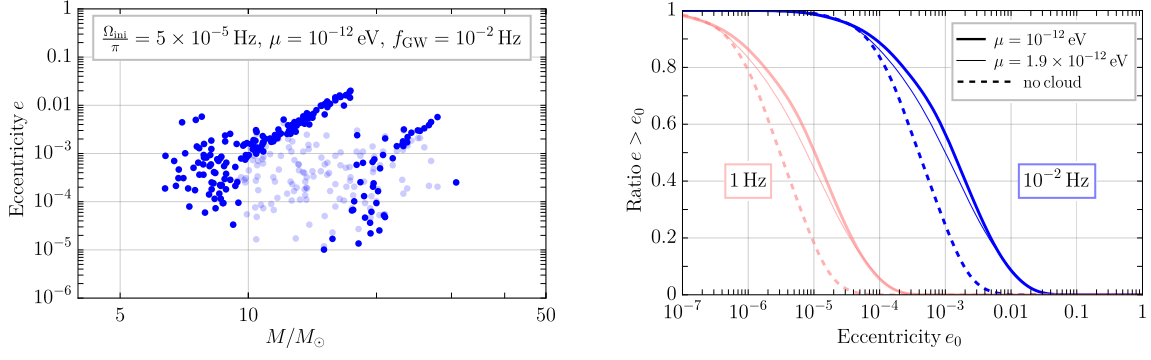 Ω_ini/π = 5 × 10⁻⁵ Hz, μ = 10⁻¹² eV, f_GW = 10⁻² Hz
Eccentricity e
1
0.1
0.01
10⁻³
10⁻⁴
10⁻⁵
10⁻⁶
5
10
50
M/M⊙
Ratio e > e₀
1
0.8
0.6
0.4
0.2
0
μ = 10⁻¹² eV
μ = 1.9 × 10⁻¹² eV
no cloud
1 Hz
10⁻² Hz
10⁻⁷
10⁻⁶
10⁻⁵
10⁻⁴
10⁻³
0.01
0.1
1
Eccentricity e₀